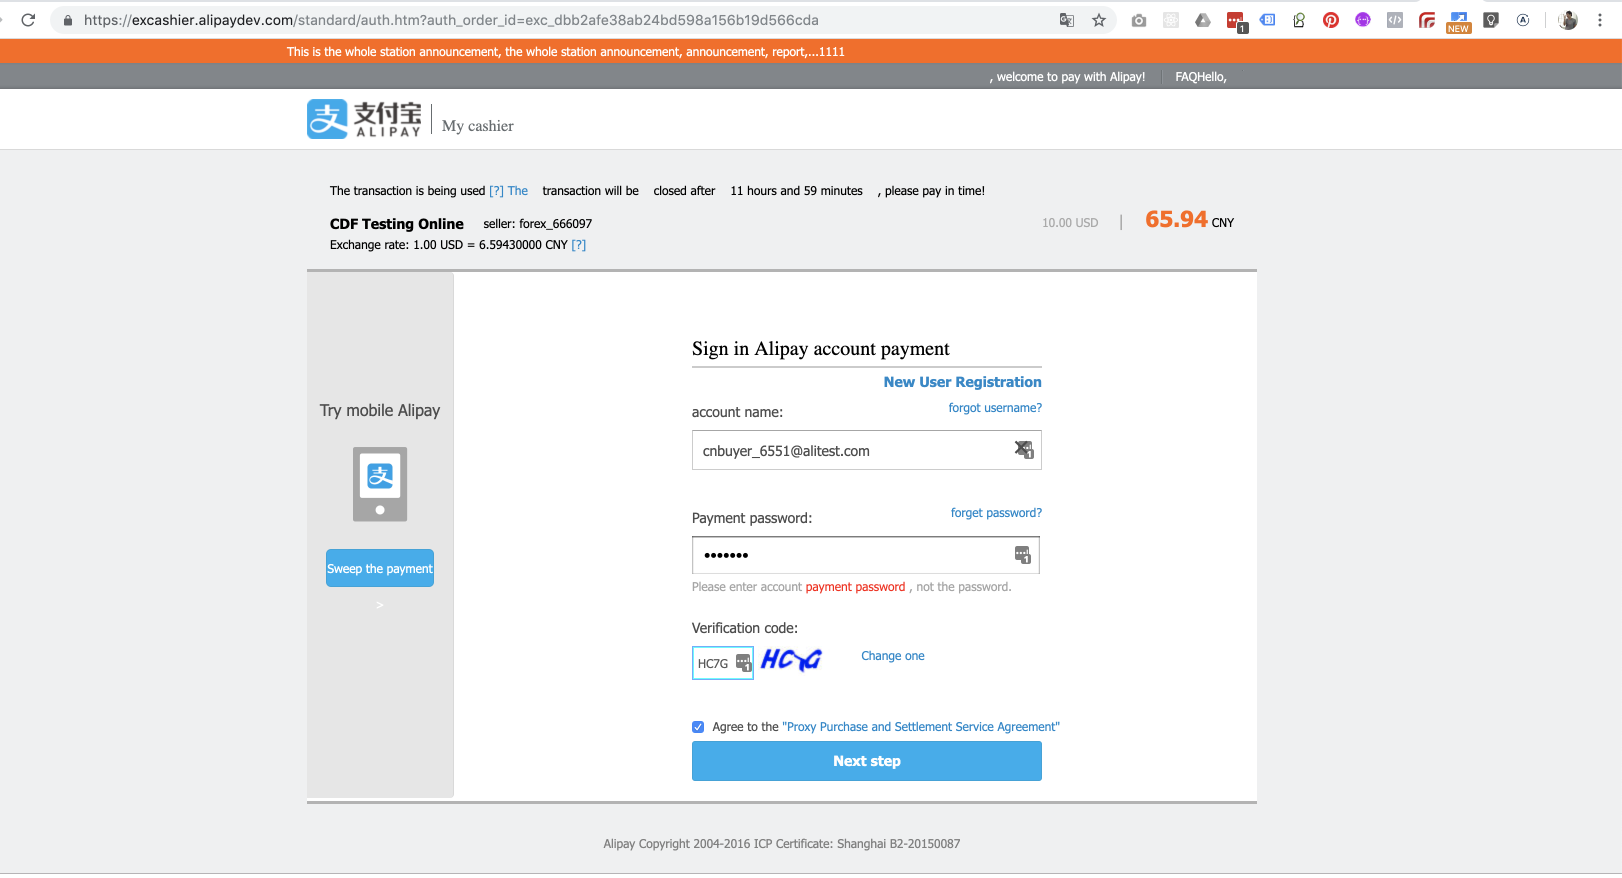 https://excashier.alipaydev.com/standard/auth.htm?auth_order_id=exc_dbb2afe38ab24bd598a156b19d566cda
1
NEW
This is the whole station announcement, the whole station announcement, announcement, report,...1111
, welcome to pay with Alipay! | FAQHello,
支付宝
ALIPAY
My cashier
The transaction is being used [?] The transaction will be closed after 11 hours and 59 minutes , please pay in time!
CDF Testing Online seller: forex_666097
10.00 USD | 65.94 CNY
Exchange rate: 1.00 USD = 6.59430000 CNY [?]
Try mobile Alipay
支
Sweep the payment
>
Sign in Alipay account payment
New User Registration
account name: forgot username?
cnbuyer_6551@alitest.com
1
Payment password: forget password?
•••••••
1
Please enter account payment password , not the password.
Verification code:
HC7G 1 HC7G Change one
Agree to the "Proxy Purchase and Settlement Service Agreement"
Next step
Alipay Copyright 2004-2016 ICP Certificate: Shanghai B2-20150087